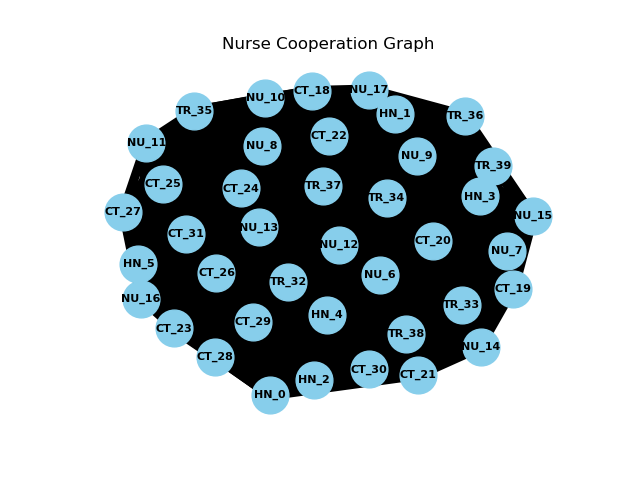 Nurse Cooperation Graph
NU_17
CT_18
NU_10
TR_35
HN_1
TR_36
CT_22
NU_11
NU_8
NU_9
TR_39
CT_25
TR_37
CT_24
HN_3
TR_34
CT_27
NU_15
NU_13
CT_31
CT_20
NU_12
NU_7
HN_5
CT_26
NU_6
TR_32
CT_19
NU_16
TR_33
HN_4
CT_29
CT_23
TR_38
NU_14
CT_28
CT_30
CT_21
HN_2
HN_0